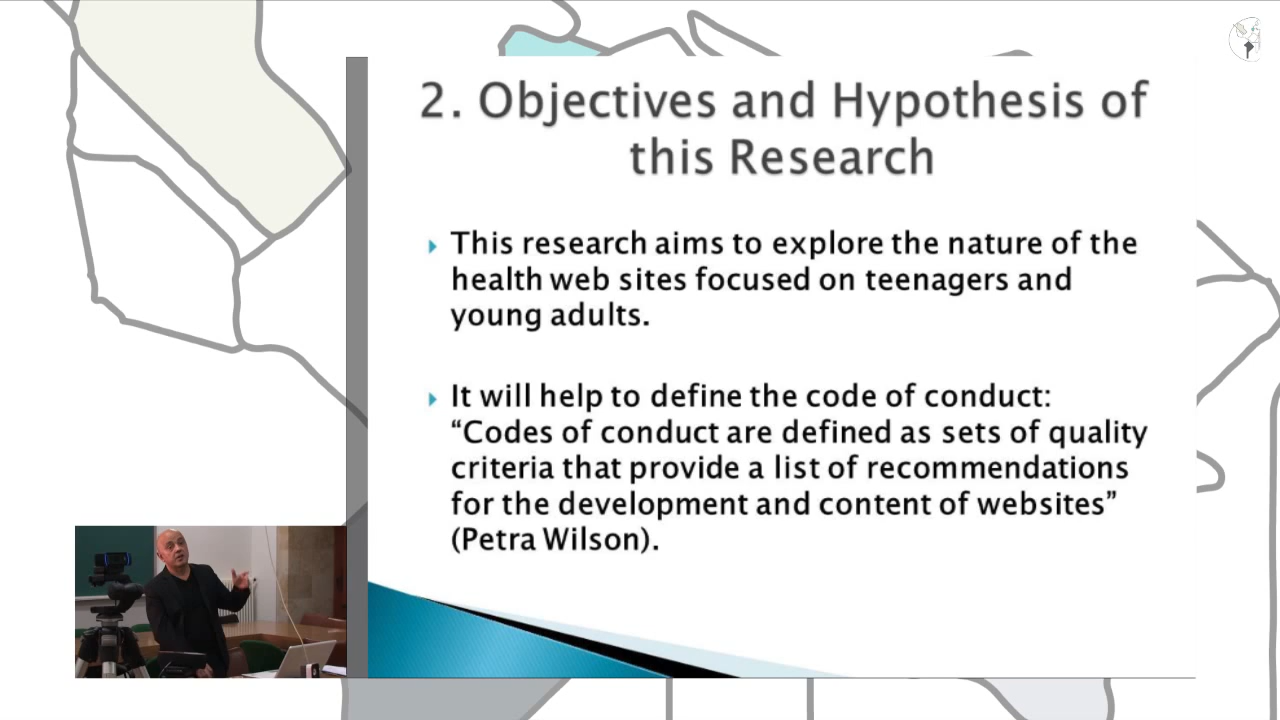 2. Objectives and Hypothesis of
this Research
This research aims to explore the nature of the
health web sites focused on teenagers and
young adults.
It will help to define the code of conduct:
“Codes of conduct are defined as sets of quality
criteria that provide a list of recommendations
for the development and content of websites”
(Petra Wilson).